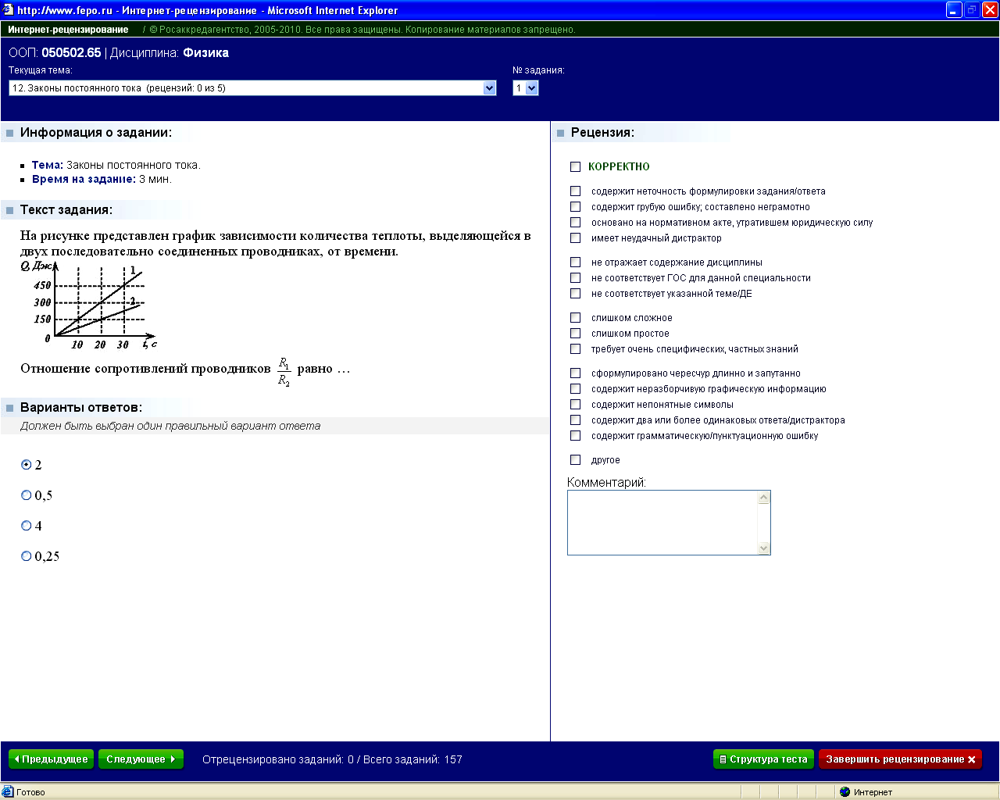 http://www.fepo.ru - Интернет-рецензирование - Microsoft Internet Explorer
Интернет-рецензирование / © Росаккредагентство, 2005-2010. Все права защищены. Копирование материалов запрещено.
ООП: 050502.65 | Дисциплина: Физика
Текущая тема: № задания:
12. Законы постоянного тока (рецензий: 0 из 5) 1
Информация о задании:
Тема: Законы постоянного тока.
Время на задание: 3 мин.
Текст задания:
На рисунке представлен график зависимости количества теплоты, выделяющейся в
двух последовательно соединенных проводниках, от времени.
Q, Дж
1
450
300 2
150
0
10 20 30 t, c
Отношение сопротивлений проводников R1/R2 равно …
Варианты ответов:
Должен быть выбран один правильный вариант ответа
2
0,5
4
0,25
Рецензия:
КОРРЕКТНО
содержит неточность формулировки задания/ответа
содержит грубую ошибку; составлено неграмотно
основано на нормативном акте, утратившем юридическую силу
имеет неудачный дистрактор
не отражает содержание дисциплины
не соответствует ГОС для данной специальности
не соответствует указанной теме/ДЕ
слишком сложное
слишком простое
требует очень специфических, частных знаний
сформулировано чересчур длинно и запутанно
содержит неразборчивую графическую информацию
содержит непонятные символы
содержит два или более одинаковых ответа/дистрактора
содержит грамматическую/пунктуационную ошибку
другое
Комментарий:
Предыдущее Следующее Отрецензировано заданий: 0 / Всего заданий: 157 Структура теста Завершить рецензирование
Готово Интернет